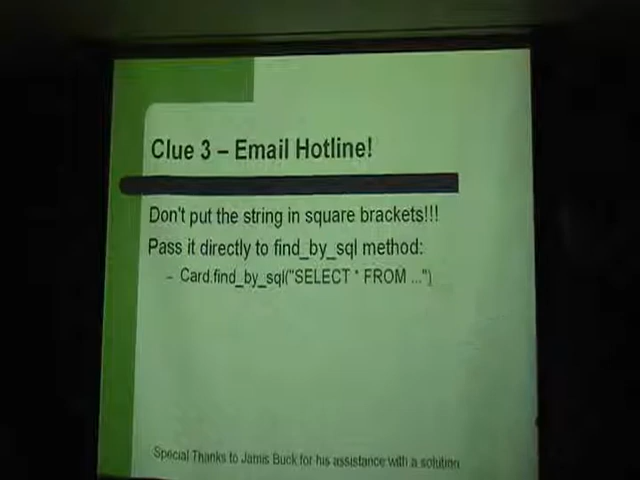 Clue 3 – Email Hotline!
Don't put the string in square brackets!!!
Pass it directly to find_by_sql method:
– Card.find_by_sql("SELECT * FROM ...")
Special Thanks to Jamis Buck for his assistance with a solution